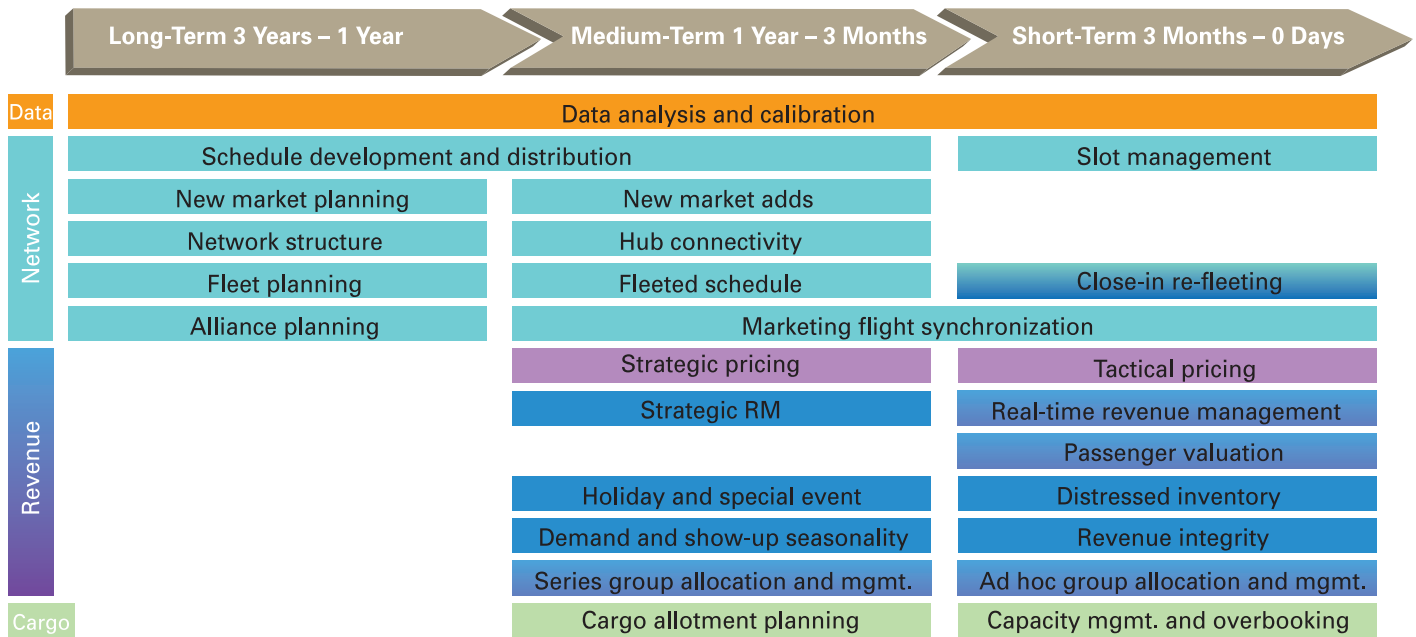 Long-Term 3 Years – 1 Year
Medium-Term 1 Year – 3 Months
Short-Term 3 Months – 0 Days
Data
Data analysis and calibration
Network
Schedule development and distribution
Slot management
New market planning
New market adds
Network structure
Hub connectivity
Fleet planning
Fleeted schedule
Close-in re-fleeting
Alliance planning
Marketing flight synchronization
Revenue
Strategic pricing
Tactical pricing
Strategic RM
Real-time revenue management
Passenger valuation
Holiday and special event
Distressed inventory
Demand and show-up seasonality
Revenue integrity
Series group allocation and mgmt.
Ad hoc group allocation and mgmt.
Cargo
Cargo allotment planning
Capacity mgmt. and overbooking